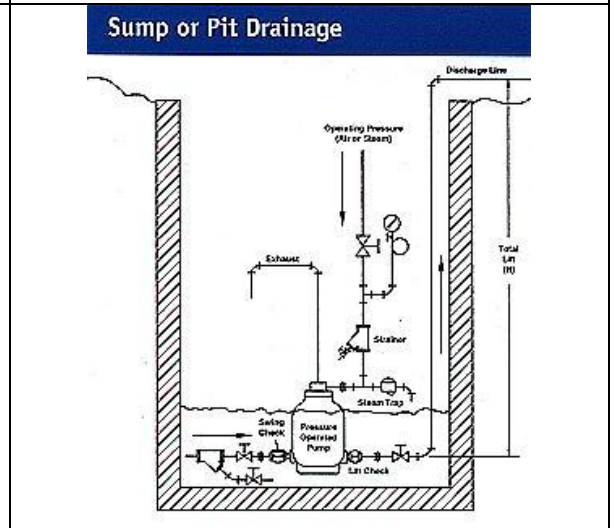 Sump or Pit Drainage
Discharge Line
Operating Pressure
(Air or Steam)
Total
Lift
(H)
Exhaust
Strainer
Steam Trap
Swing
Check
Pressure
Operated
Pump
Lift Check